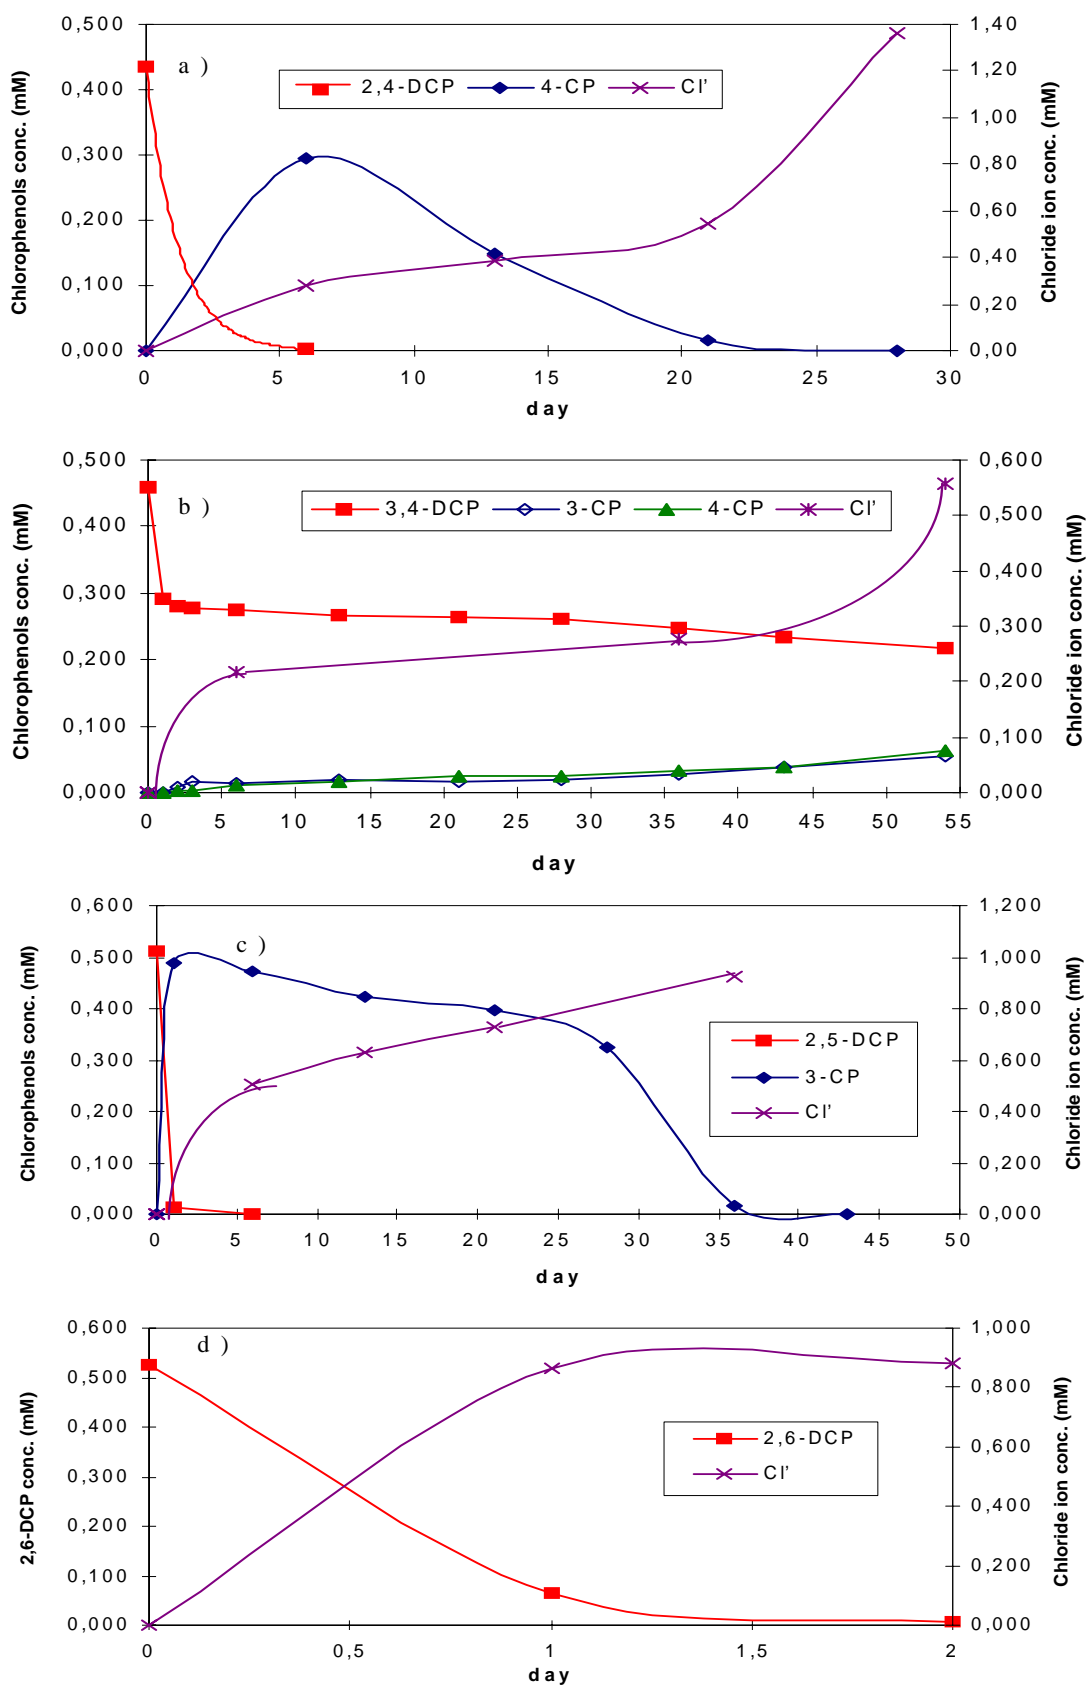 0,500 1,40
a )
2,4-DCP 4-CP Cl'
0,400 1,20
1,00
0,300 0,80
0,200 0,60
0,40
0,100 0,20
0,000 0,00
0 5 10 15 20 25 30
day
Chlorophenols conc. (mM)
Chloride ion conc. (mM)
0,500 0,600
b )
3,4-DCP 3-CP 4-CP Cl'
0,400 0,500
0,300 0,400
0,300
0,200 0,200
0,100 0,100
0,000 0,000
0 5 10 15 20 25 30 35 40 45 50 55
day
Chlorophenols conc. (mM)
Chloride ion conc. (mM)
0,600 1,200
c )
0,500 1,000
0,400 0,800
2,5-DCP
0,300 0,600
3-CP
0,200 0,400
Cl'
0,100 0,200
0,000 0,000
0 5 10 15 20 25 30 35 40 45 50
day
Chlorophenols conc. (mM)
Chloride ion conc. (mM)
0,600 1,000
d )
0,500 0,800
0,400
2,6-DCP
0,300 0,600
Cl'
0,200 0,400
0,100 0,200
0,000 0,000
0 0,5 1 1,5 2
day
2,6-DCP conc. (mM)
Chloride ion conc. (mM)